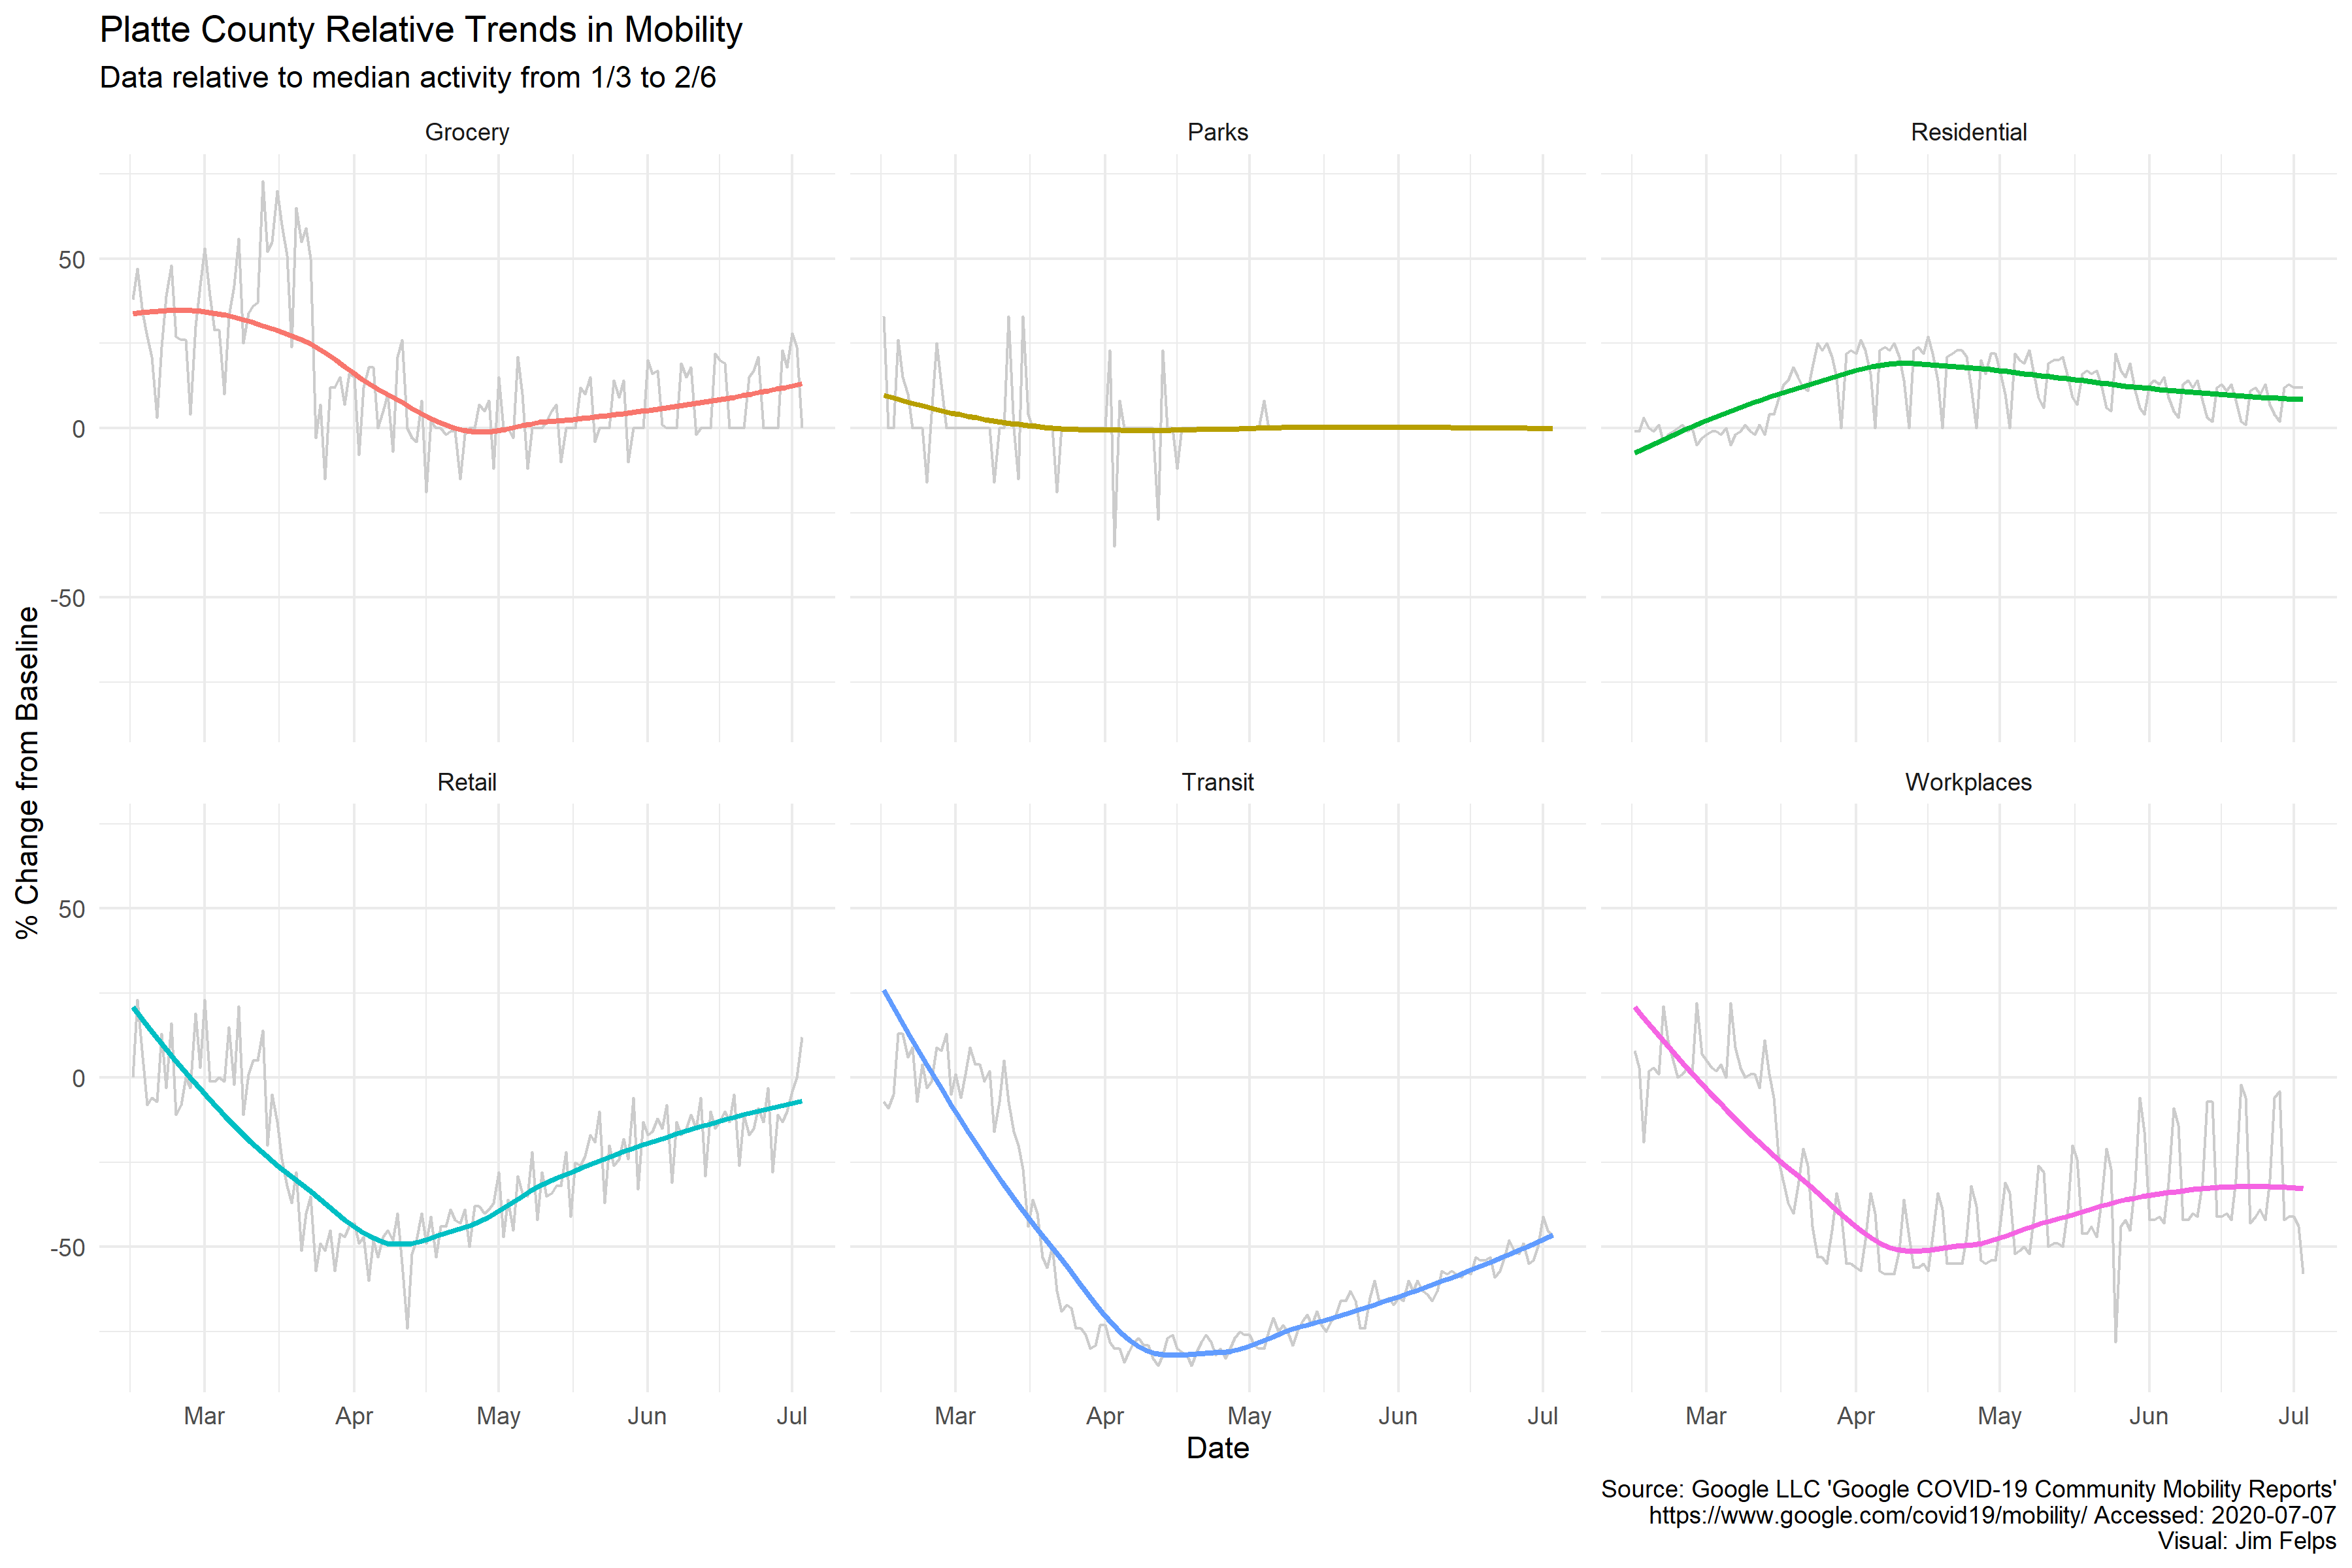 Platte County Relative Trends in Mobility
Data relative to median activity from 1/3 to 2/6
Grocery
Parks
Residential
50
0
-50
% Change from Baseline
Retail
Transit
Workplaces
50
0
-50
Mar Apr May Jun Jul
Mar Apr May Jun Jul
Mar Apr May Jun Jul
Date
Source: Google LLC 'Google COVID-19 Community Mobility Reports'
https://www.google.com/covid19/mobility/ Accessed: 2020-07-07
Visual: Jim Felps